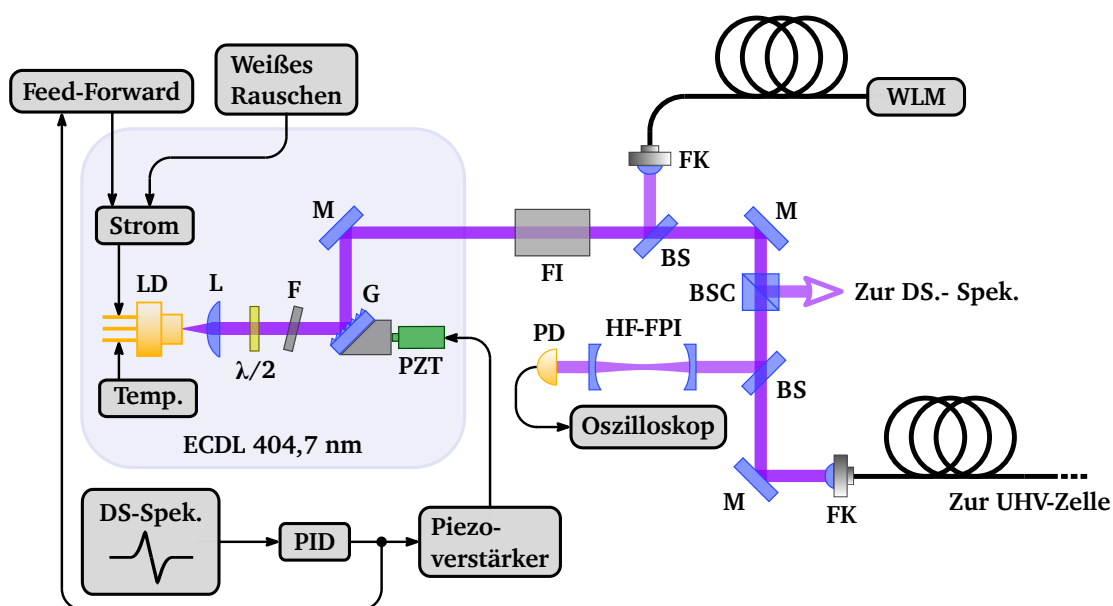 Weißes
Rauschen
Feed-Forward
WLM
FK
M
M
Strom
FI
BS
LD
L
F
G
BSC
Zur DS.- Spek.
PD
HF-FPI
λ/2
PZT
BS
Temp.
Oszilloskop
ECDL 404,7 nm
M
FK
Zur UHV-Zelle
DS-Spek.
PID
Piezo-
verstärker